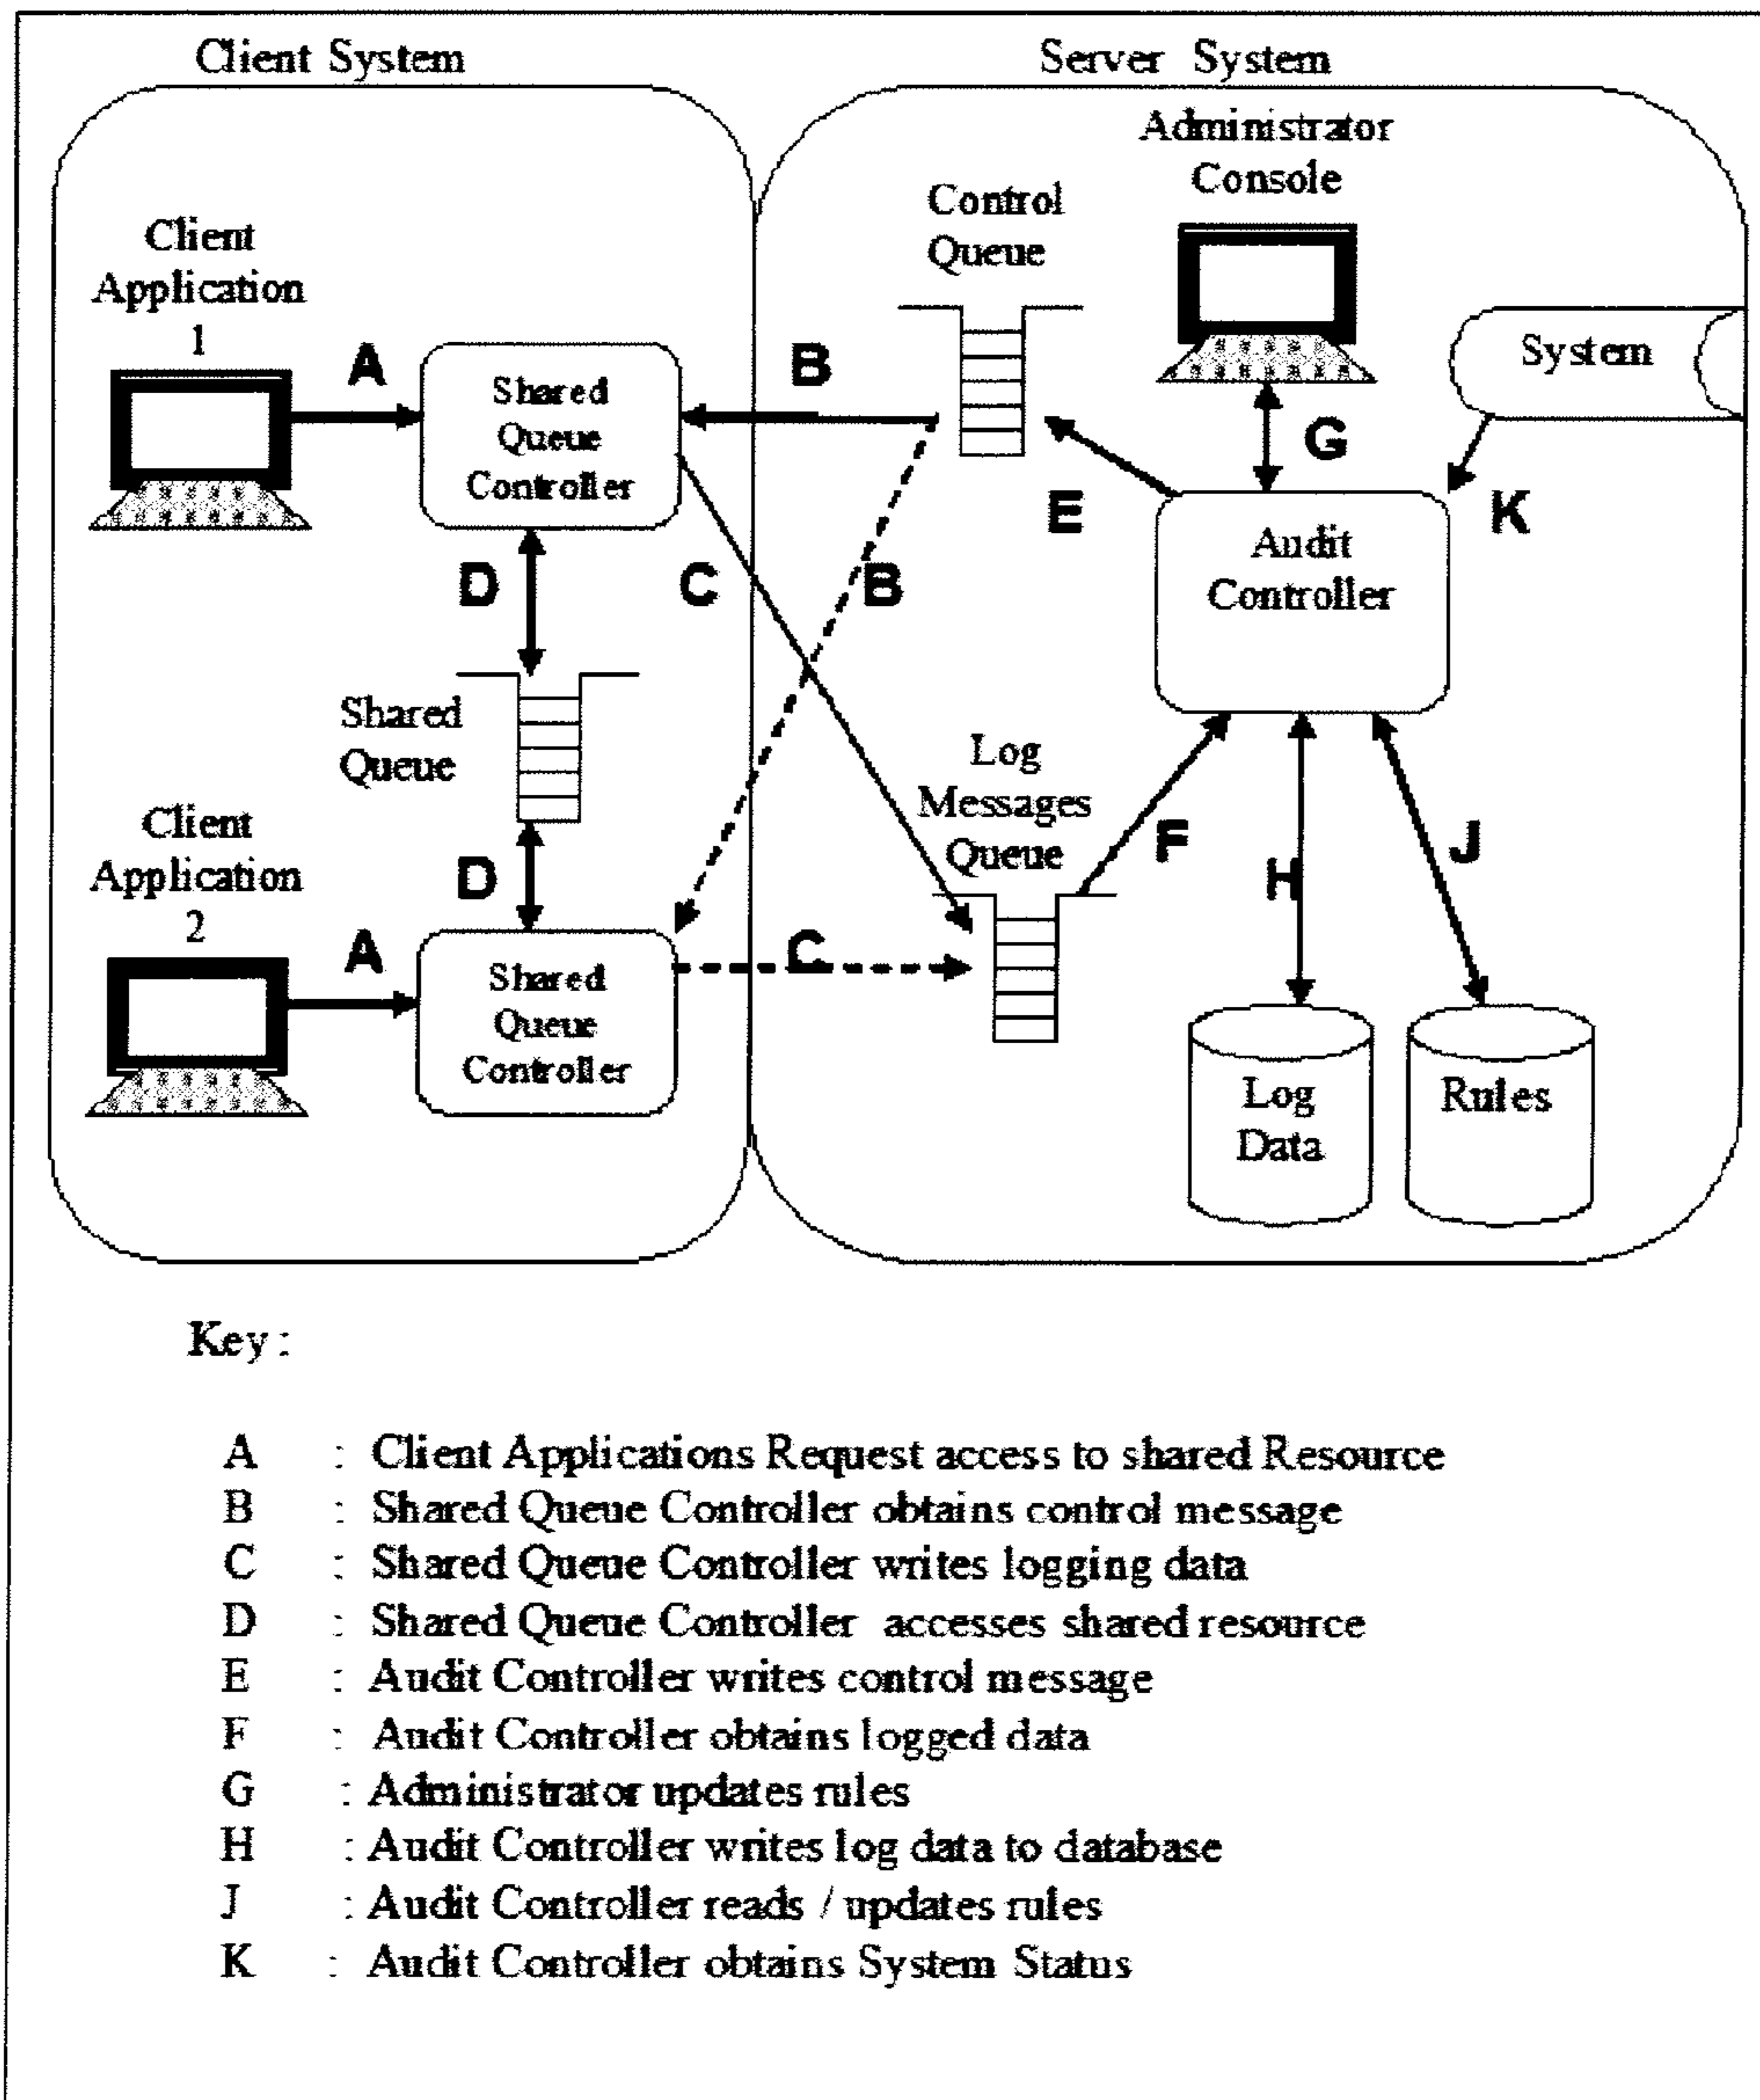 Client System
Server System
Administrator
Console
Control
Queue
Client
Application
1
System
A
Shared
Queue
Controller
B
G
E
K
Audit
Controller
D
C
B
Shared
Queue
Log
Messages
Queue
F
H
J
Client
Application
2
D
A
Shared
Queue
Controller
C
Log
Data
Rules
Key :
A : Client Applications Request access to shared Resource
B : Shared Queue Controller obtains control message
C : Shared Queue Controller writes logging data
D : Shared Queue Controller accesses shared resource
E : Audit Controller writes control message
F : Audit Controller obtains logged data
G : Administrator updates rules
H : Audit Controller writes log data to database
J : Audit Controller reads / updates rules
K : Audit Controller obtains System Status